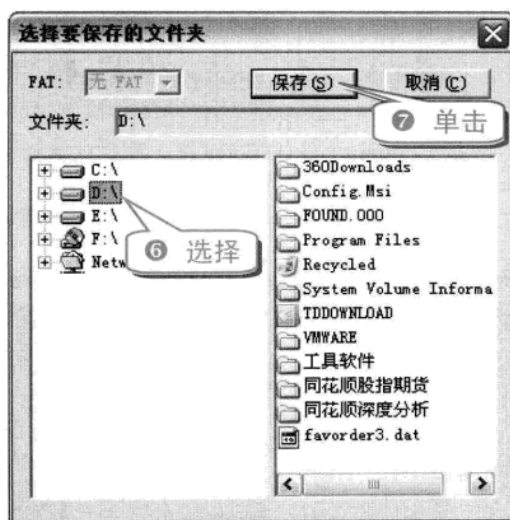 选择要保存的文件夹
FAT: 无 FAT 保存(S) 取消(C)
文件夹: D:\
❼ 单击
C:\
D:\
E:\
F:\
Netw
❻ 选择
360Downloads
Config.Msi
FOUND.000
Program Files
Recycled
System Volume Informa
TDDOWNLOAD
VMWARE
工具软件
同花顺股指期货
同花顺深度分析
favorder3.dat